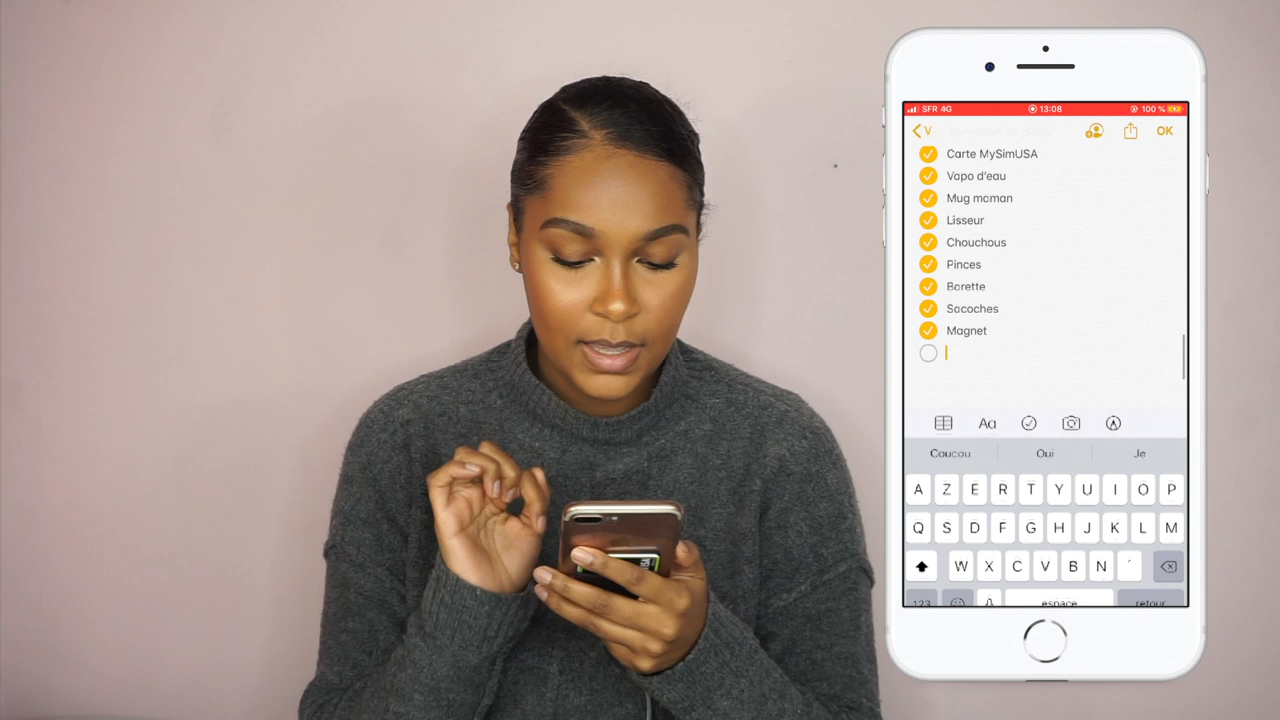 SFR 4G 13:08 100 %
V OK
Carte MySimUSA
Vapo d'eau
Mug maman
Lisseur
Chouchous
Pinces
Barette
Sacoches
Magnet
Aa
Coucou Oui Je
A Z E R T Y U I O P
Q S D F G H J K L M
W X C V B N ´
123 espace retour